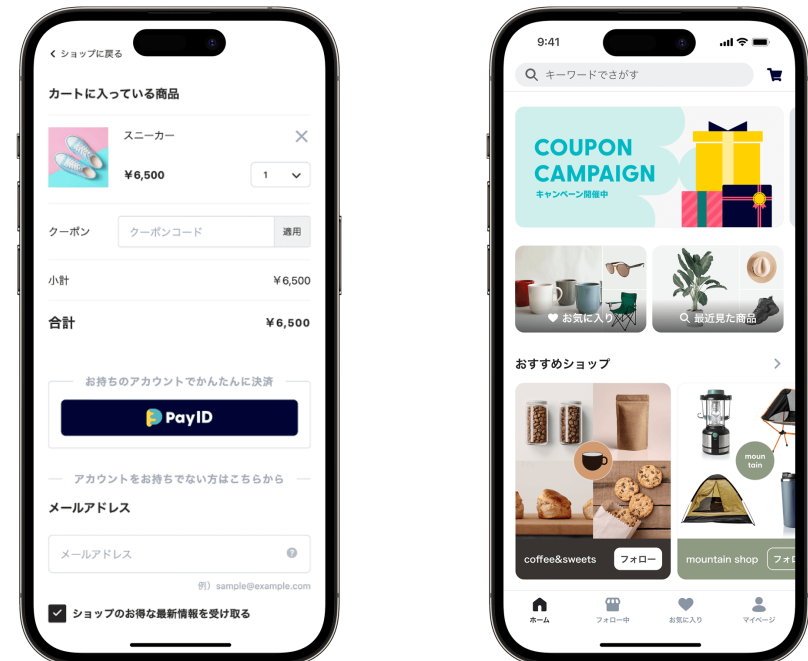 ショップに戻る
カートに入っている商品
スニーカー
¥6,500
1
クーポン
クーポンコード
適用
小計
¥6,500
合計
¥6,500
お持ちのアカウントでかんたんに決済
PayID
アカウントをお持ちでない方はこちらから
メールアドレス
メールアドレス
?
例）sample@example.com
ショップのお得な最新情報を受け取る
9:41
キーワードでさがす
COUPON
CAMPAIGN
キャンペーン開催中
お気に入り
最近見た商品
おすすめショップ
moun
tain
coffee&sweets
フォロー
mountain shop
フォロ
ホーム
フォロー中
お気に入り
マイページ